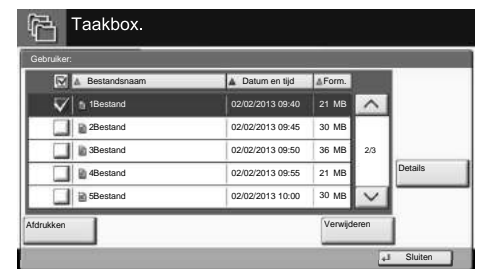 Taakbox.
Gebruiker:
Bestandsnaam Datum en tijd Form.
1Bestand 02/02/2013 09:40 21 MB
2Bestand 02/02/2013 09:45 30 MB
3Bestand 02/02/2013 09:50 36 MB 2/3
4Bestand 02/02/2013 09:55 21 MB
Details
5Bestand 02/02/2013 10:00 30 MB
Afdrukken Verwijderen
Sluiten